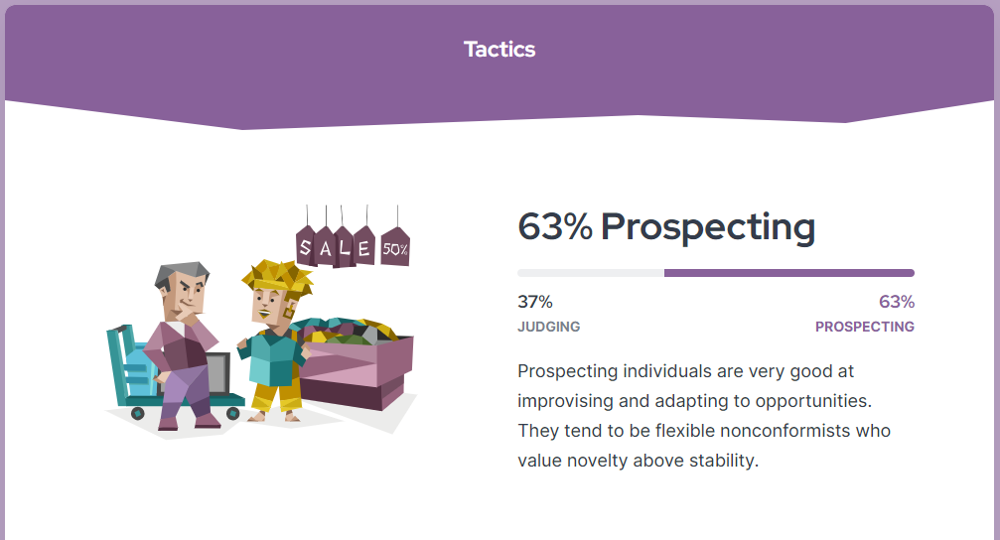 Tactics
SALE 50%
63% Prospecting
37% 63%
JUDGING PROSPECTING
Prospecting individuals are very good at
improvising and adapting to opportunities.
They tend to be flexible nonconformists who
value novelty above stability.